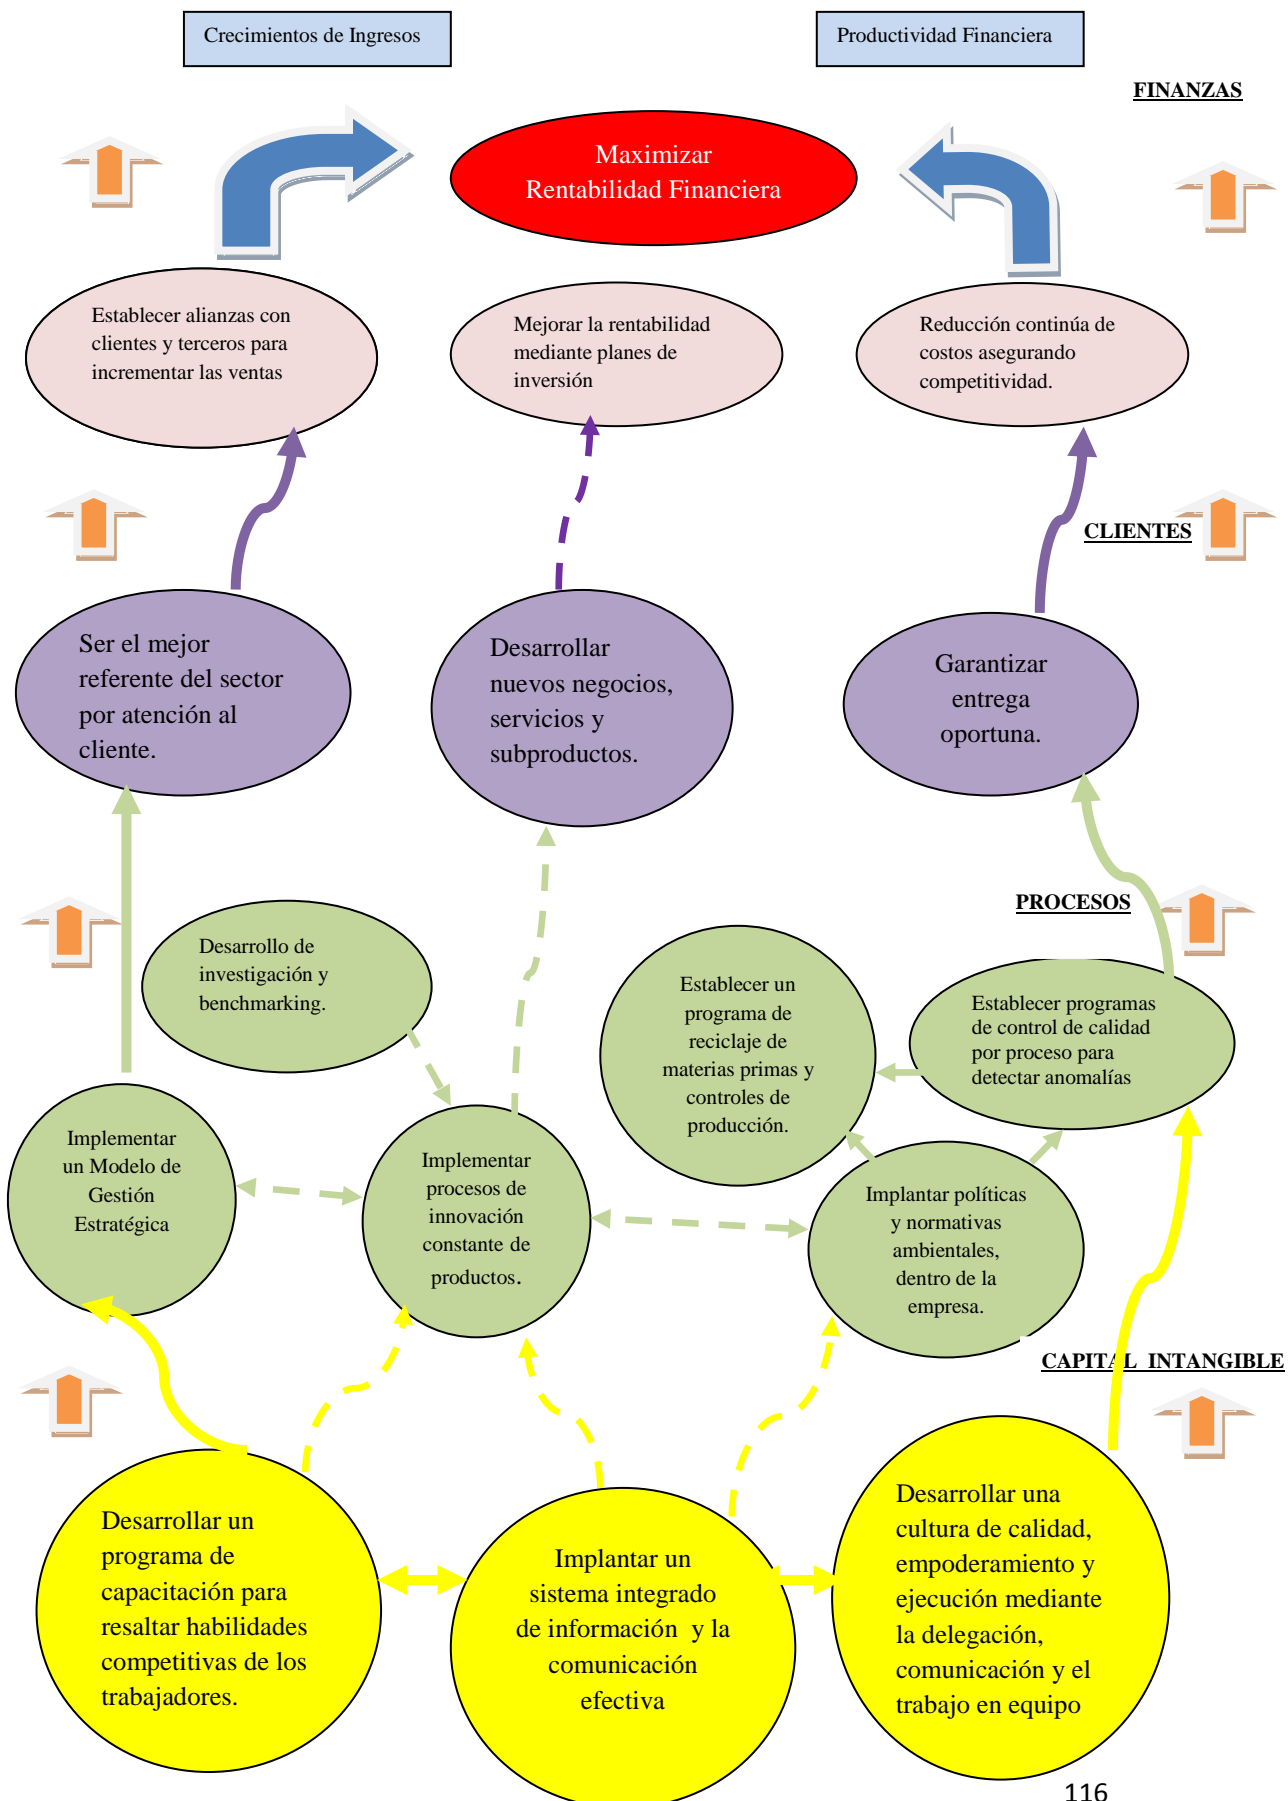 Crecimientos de Ingresos
Productividad Financiera
FINANZAS
Maximizar
Rentabilidad Financiera
Establecer alianzas con
clientes y terceros para
incrementar las ventas
Mejorar la rentabilidad
mediante planes de
inversión
Reducción continúa de
costos asegurando
competitividad.
CLIENTES
Ser el mejor
referente del sector
por atención al
cliente.
Desarrollar
nuevos negocios,
servicios y
subproductos.
Garantizar
entrega
oportuna.
PROCESOS
Desarrollo de
investigación y
benchmarking.
Establecer un
programa de
reciclaje de
materias primas y
controles de
producción.
Establecer programas
de control de calidad
por proceso para
detectar anomalías
Implementar
un Modelo de
Gestión
Estratégica
Implementar
procesos de
innovación
constante de
productos.
Implantar políticas
y normativas
ambientales,
dentro de la
empresa.
CAPITAL INTANGIBLE
Desarrollar un
programa de
capacitación para
resaltar habilidades
competitivas de los
trabajadores.
Implantar un
sistema integrado
de información y la
comunicación
efectiva
Desarrollar una
cultura de calidad,
empoderamiento y
ejecución mediante
la delegación,
comunicación y el
trabajo en equipo
116